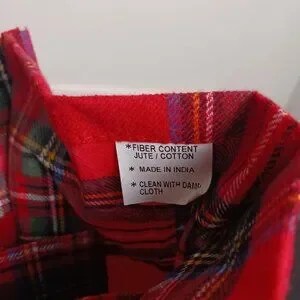 *FIBER CONTENT
JUTE / COTTON
* MADE IN INDIA
* CLEAN WITH DAMP
CLOTH